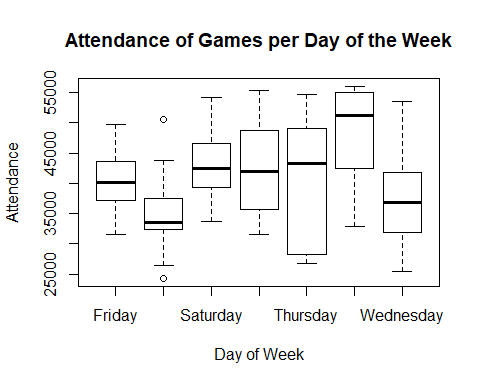 Attendance of Games per Day of the Week
Attendance
55000
45000
35000
25000
Friday Saturday Thursday Wednesday
Day of Week